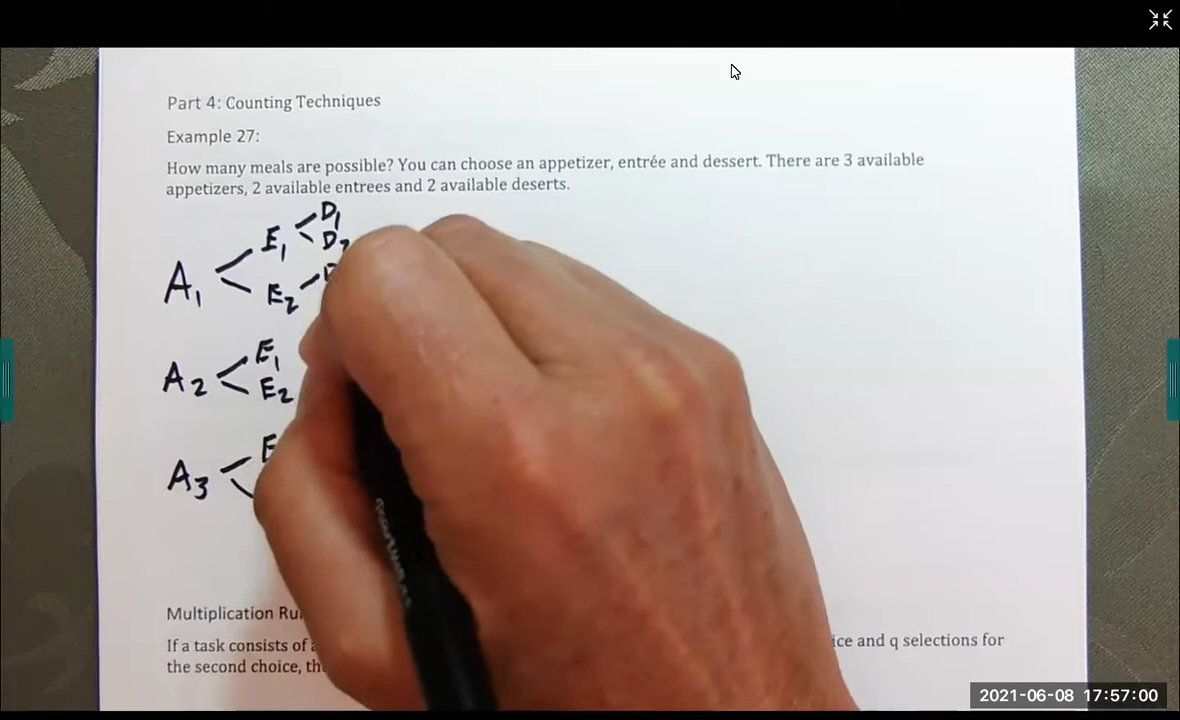 Part 4: Counting Techniques
Example 27:
How many meals are possible? You can choose an appetizer, entrée and dessert. There are 3 available
appetizers, 2 available entrees and 2 available deserts.
D1
E1 D2
A1
E2
E1
A2 E2
A3
Multiplication
If a task consists of ice and q selections for
the second choice,
2021-06-08 17:57:00